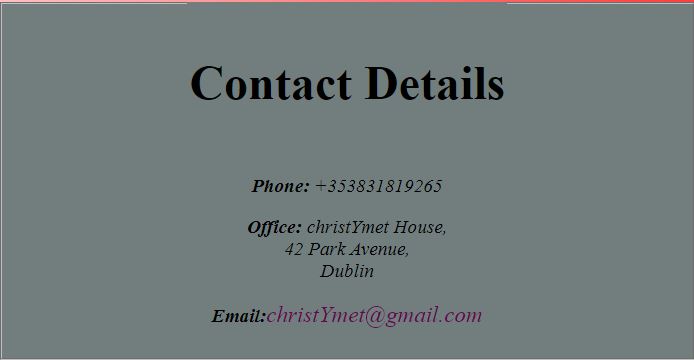 Contact Details
Phone: +353831819265
Office: christYmet House,
42 Park Avenue,
Dublin
Email:christYmet@gmail.com